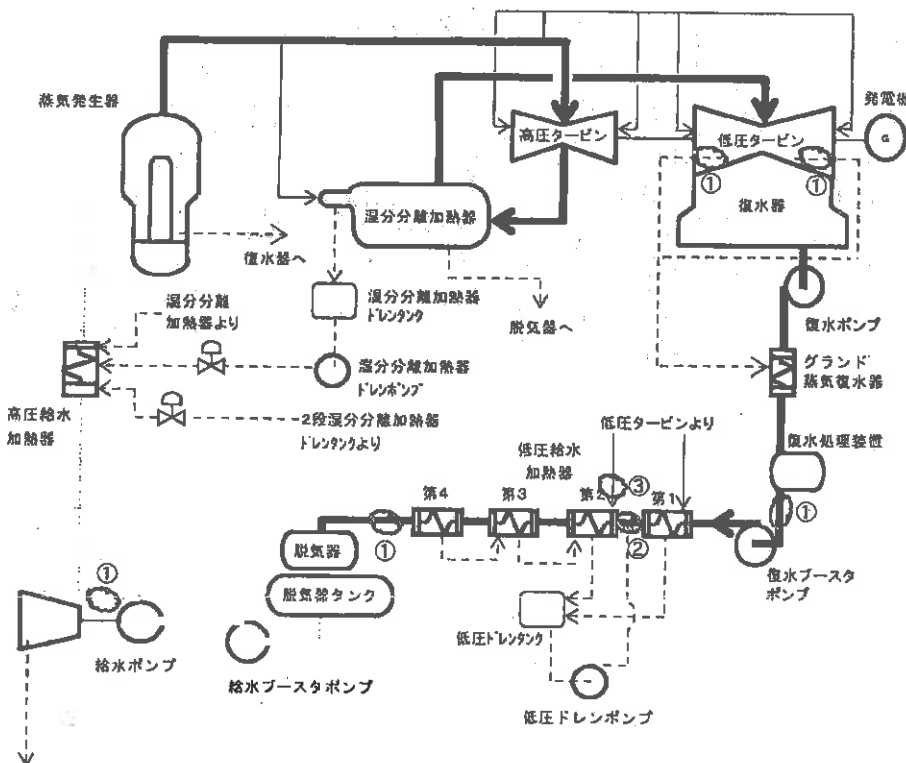 蒸気発生器
発電機
高圧タービン
低圧タービン
G
①
①
復水器
湿分分離加熱器
復水器へ
湿分分離加熱器
ドレンタンク
脱気器へ
復水ポンプ
湿分分離
加熱器より
グランド
蒸気復水器
湿分分離加熱器
ドレンポンプ
高圧給水
加熱器
2段湿分分離加熱器
ドレンタンクより
低圧タービンより
復水処理装置
低圧給水
加熱器
第4
第3
第2
③
第1
①
①
②
脱気器
復水ブースタ
ポンプ
脱気器タンク
①
低圧ドレンタンク
給水ポンプ
給水ブースタポンプ
低圧ドレンポンプ